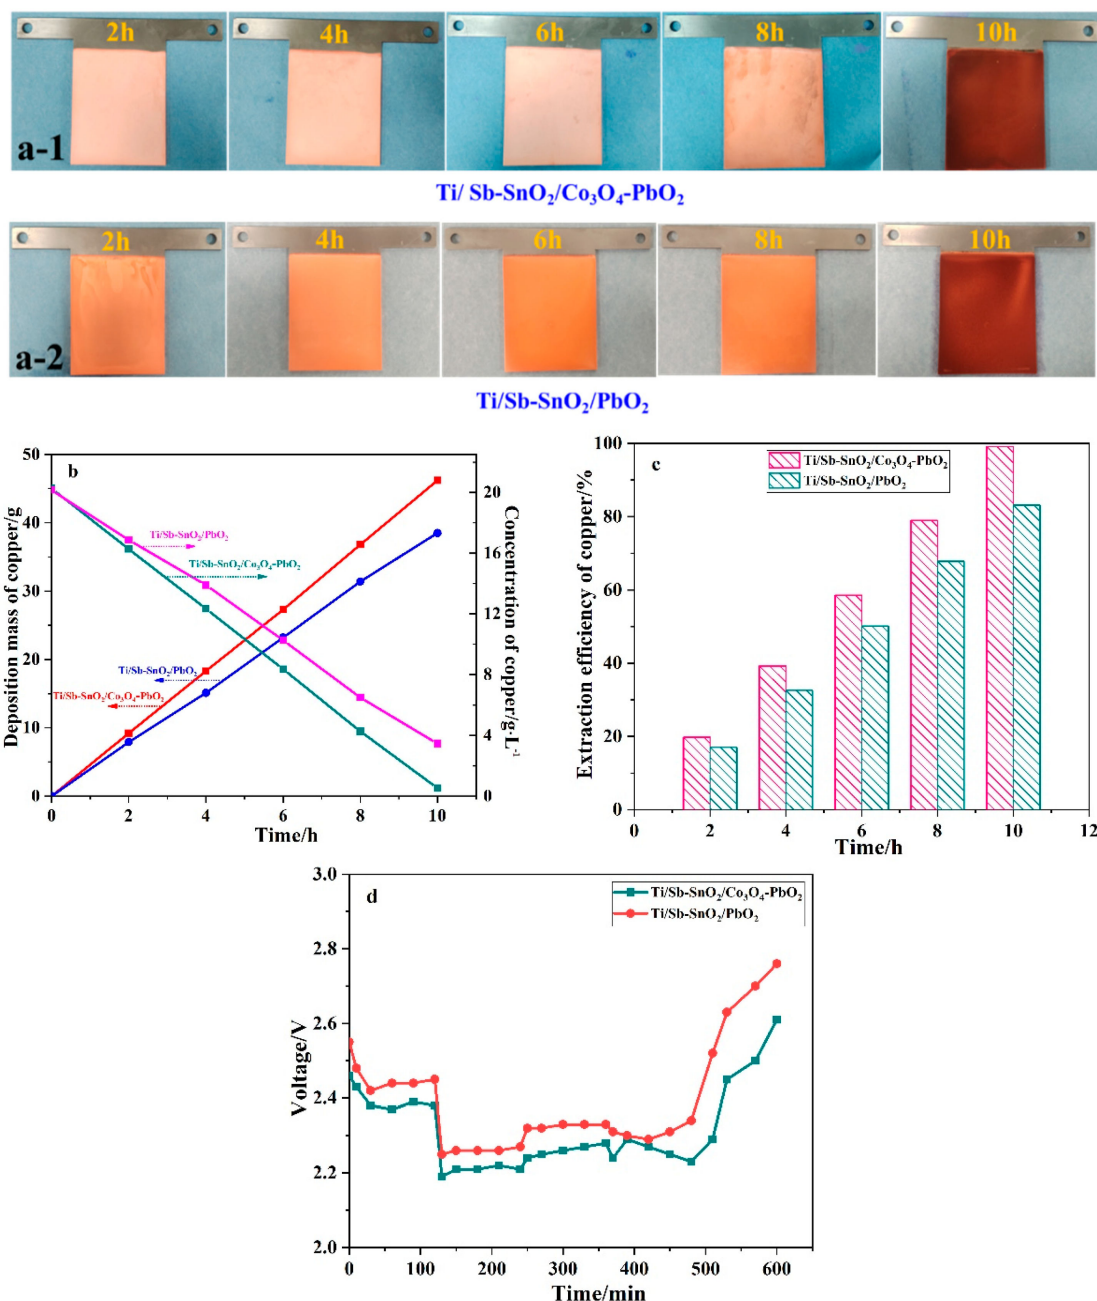 2h 4h 6h 8h 10h
a-1
Ti/ Sb-SnO₂/Co₃O₄-PbO₂
2h 4h 6h 8h 10h
a-2
Ti/Sb-SnO₂/PbO₂
b
Deposition mass of copper/g
50
40
30
20
10
0
Ti/Sb-SnO₂/PbO₂
Ti/Sb-SnO₂/Co₃O₄-PbO₂
Ti/Sb-SnO₂/PbO₂
Ti/Sb-SnO₂/Co₃O₄-PbO₂
20
16
12
8
4
0
Concentration of copper/g·L⁻¹
0 2 4 6 8 10
Time/h
c
Extraction efficiency of copper/%
100
80
60
40
20
0
Ti/Sb-SnO₂/Co₃O₄-PbO₂
Ti/Sb-SnO₂/PbO₂
0 2 4 6 8 10 12
Time/h
d
Voltage/V
3.0
2.8
2.6
2.4
2.2
2.0
Ti/Sb-SnO₂/Co₃O₄-PbO₂
Ti/Sb-SnO₂/PbO₂
0 100 200 300 400 500 600
Time/min